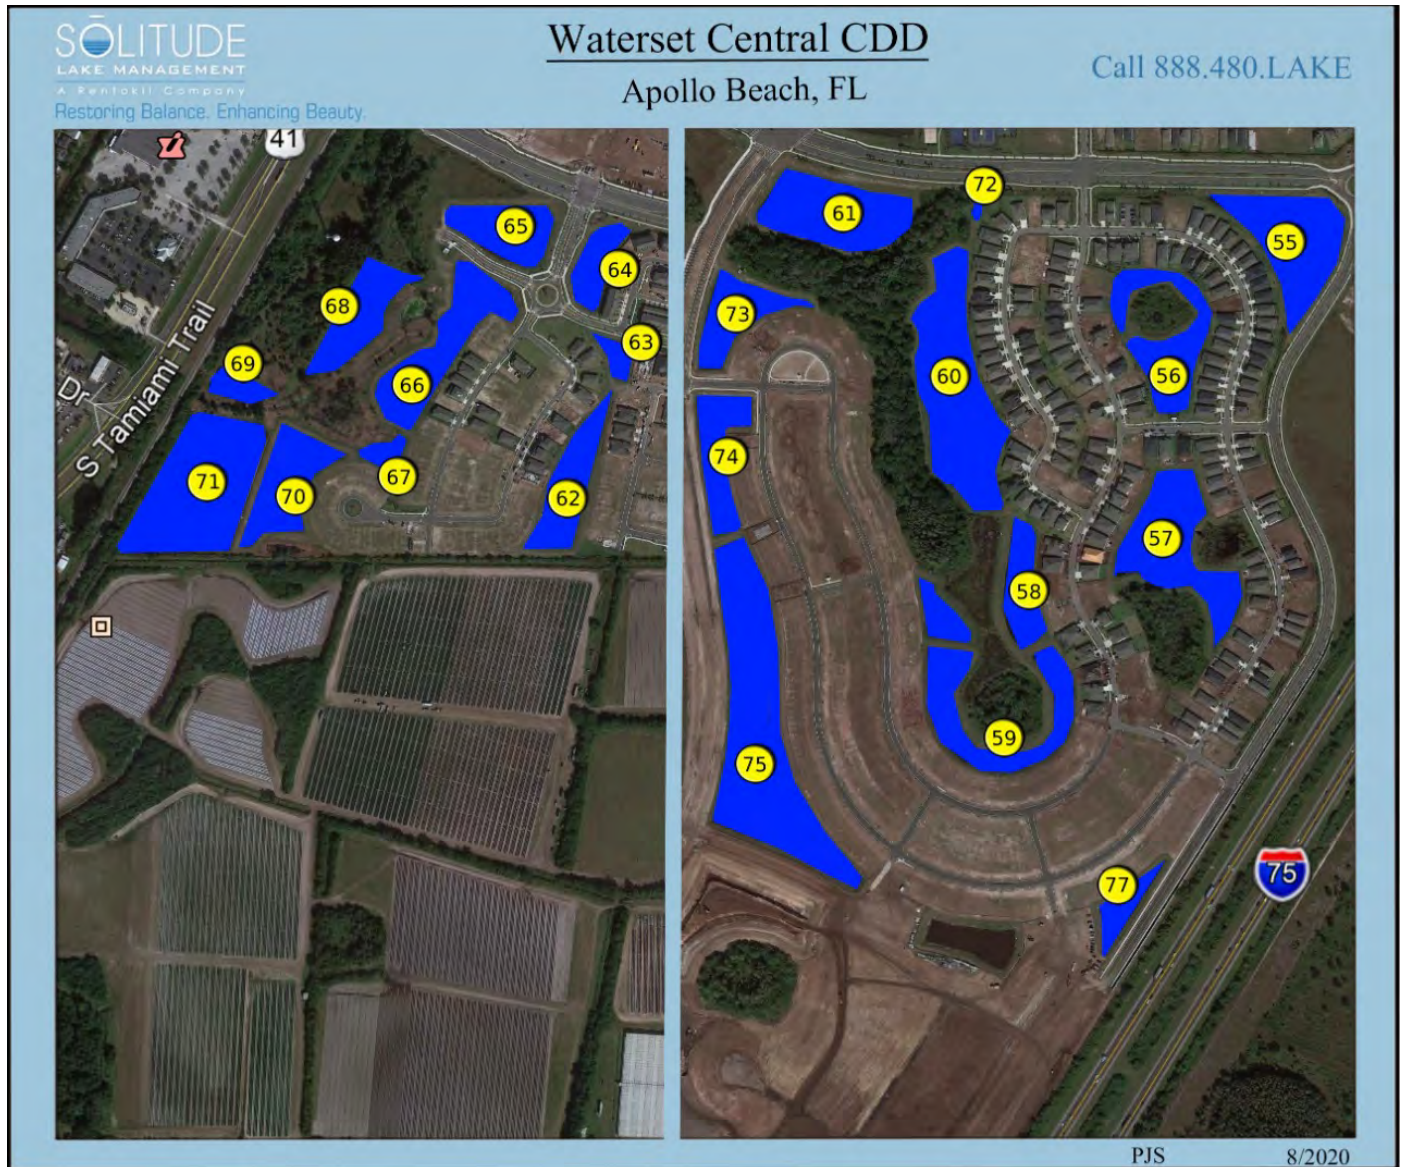 SŌLITUDE
LAKE MANAGEMENT
A Rentokil Company
Restoring Balance. Enhancing Beauty.
Waterset Central CDD
Apollo Beach, FL
Call 888.480.LAKE
41
65
64
63
68
69
66
71
70
67
62
Dr
S Tamiami Trail
72
61
55
73
60
56
74
57
58
59
75
77
75
PJS
8/2020